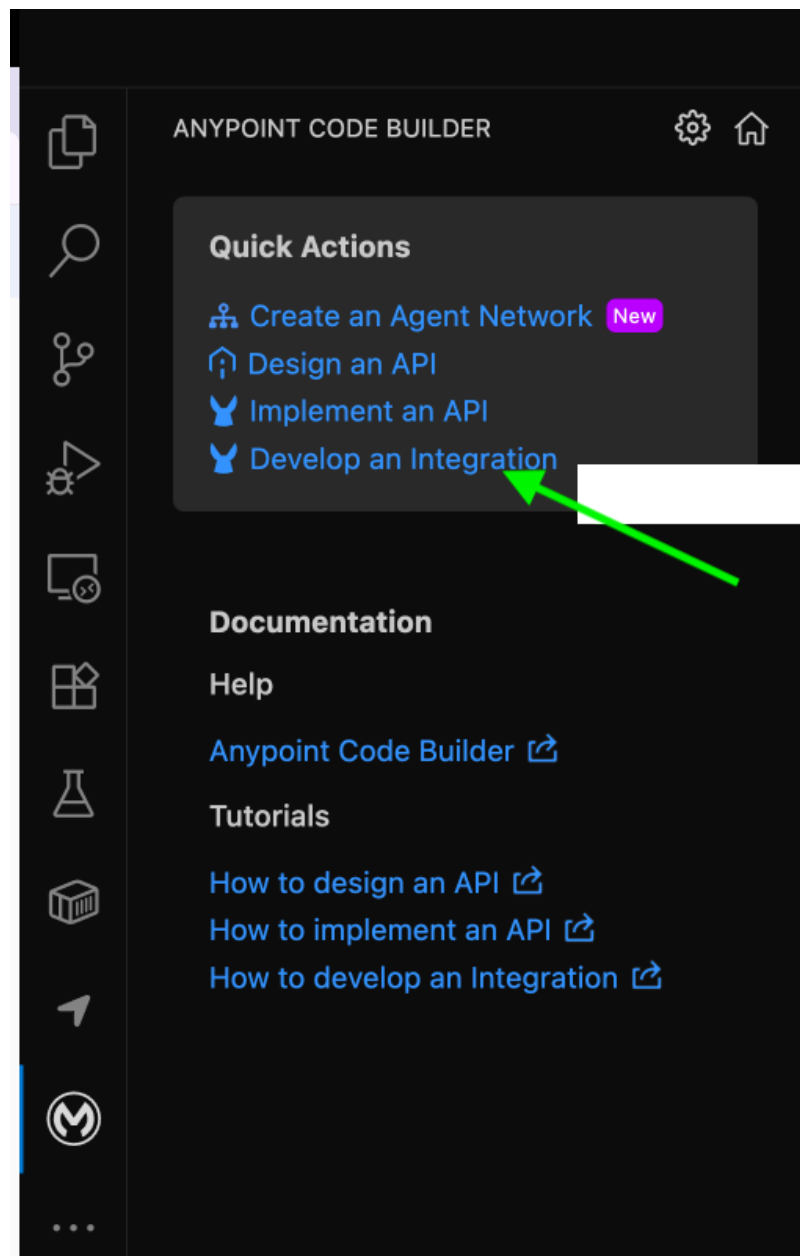 ANYPOINT CODE BUILDER
Quick Actions
Create an Agent Network New
Design an API
Implement an API
Develop an Integration
Documentation
Help
Anypoint Code Builder
Tutorials
How to design an API
How to implement an API
How to develop an Integration